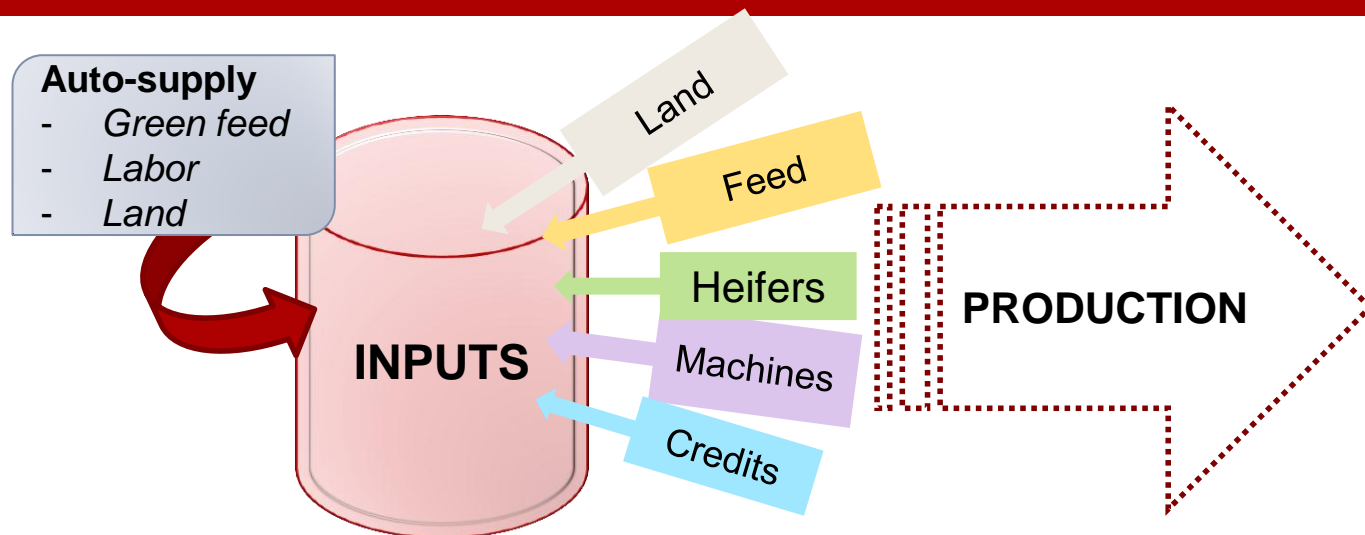 Auto-supply
- Green feed
- Labor
- Land
Land
Feed
Heifers
Machines
Credits
INPUTS
PRODUCTION